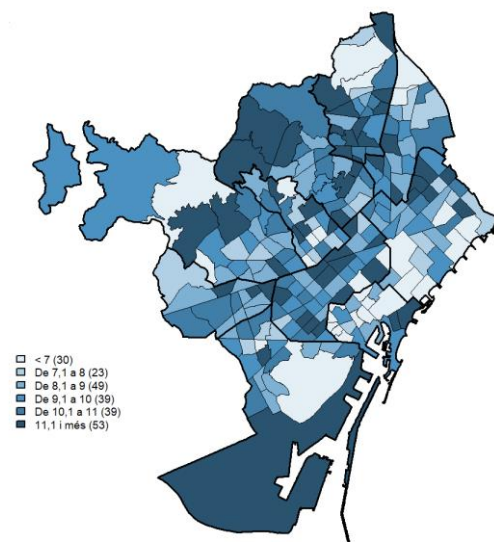 < 7 (30)
De 7,1 a 8 (23)
De 8,1 a 9 (49)
De 9,1 a 10 (39)
De 10,1 a 11 (39)
11,1 i més (53)